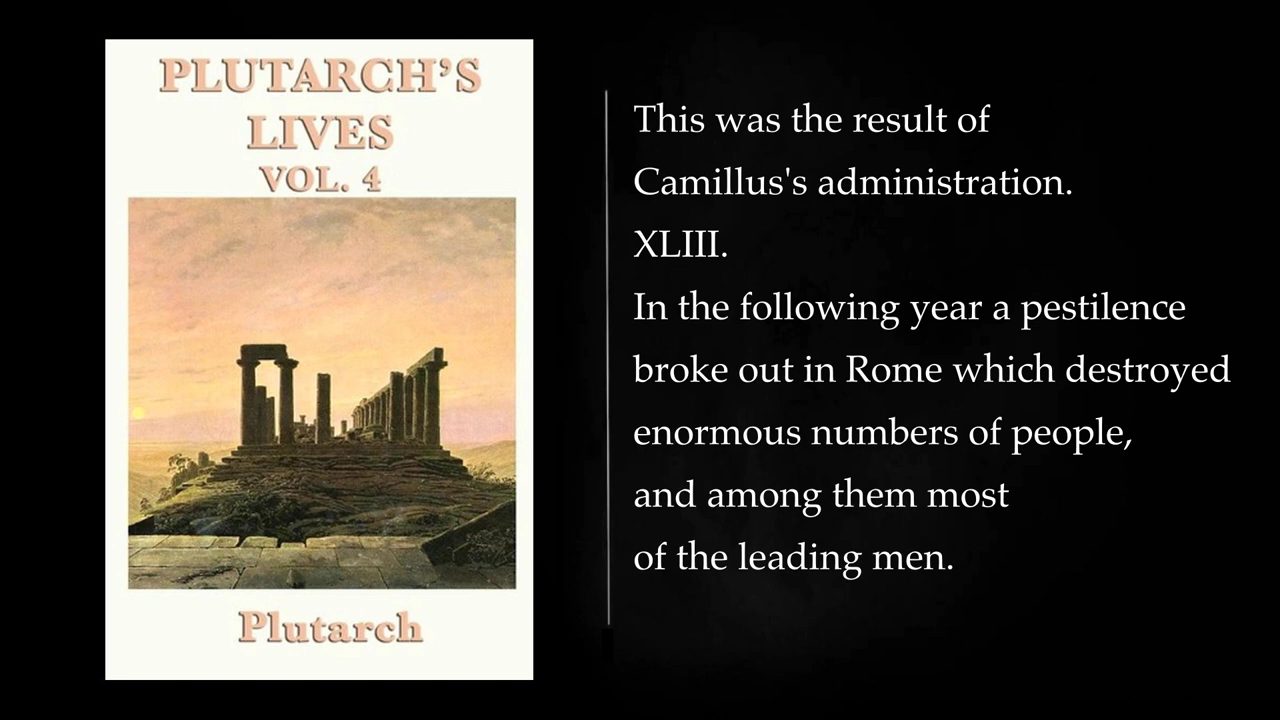 PLUTARCH'S
LIVES
VOL. 4
Plutarch
This was the result of
Camillus's administration.
XLIII.
In the following year a pestilence
broke out in Rome which destroyed
enormous numbers of people,
and among them most
of the leading men.